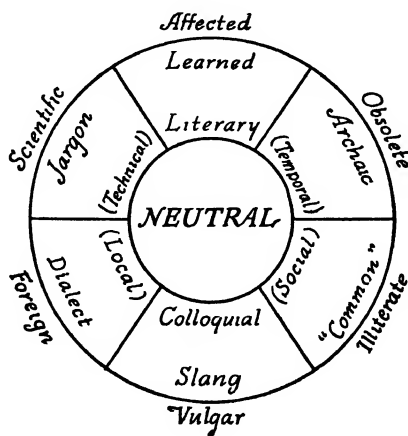 Affected
Learned
Literary
Scientific
Jargon
(Technical)
Obsolete
Archaic
(Temporal)
NEUTRAL
Foreign
Dialect
(Local)
(Social)
"Common"
Illiterate
Colloquial
Slang
Vulgar